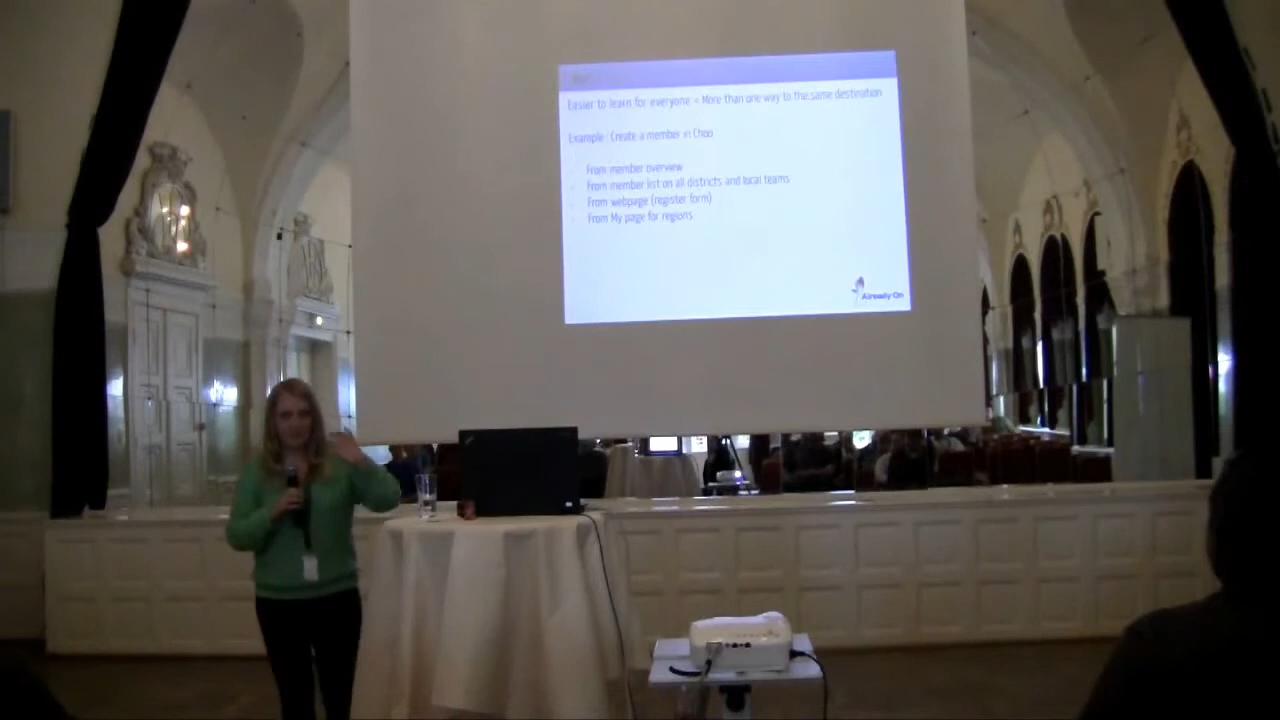 Easier to learn for everyone = More than one way to the same destination
Example: Create a member in Choo
From member overview
From member list on all districts and local teams
From webpage (register form)
From My page for regions
Already On